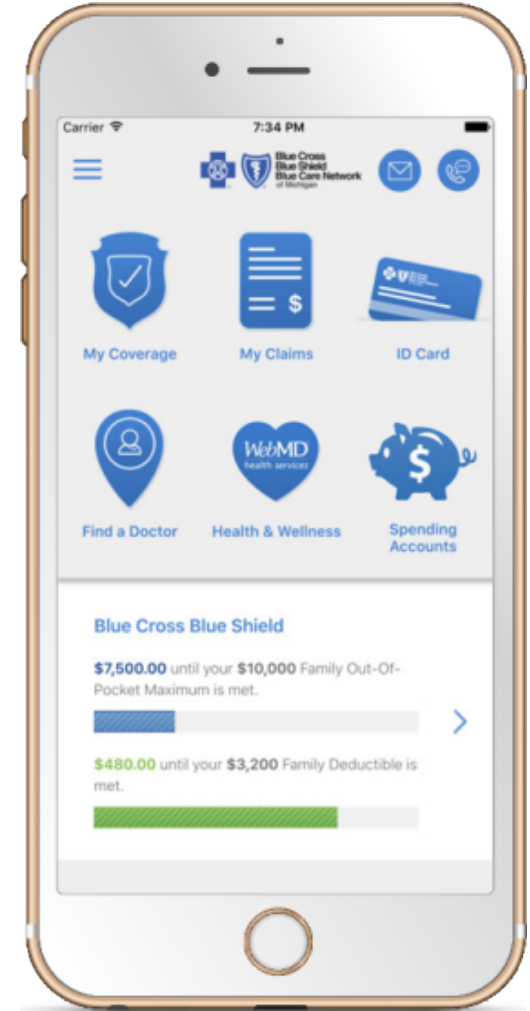 Carrier 7:34 PM
Blue Cross
Blue Shield
Blue Care Network
of Michigan
$
My Coverage My Claims ID Card
WebMD
health services
$
Find a Doctor Health & Wellness Spending
Accounts
Blue Cross Blue Shield
$7,500.00 until your $10,000 Family Out-Of-
Pocket Maximum is met.
$480.00 until your $3,200 Family Deductible is
met.